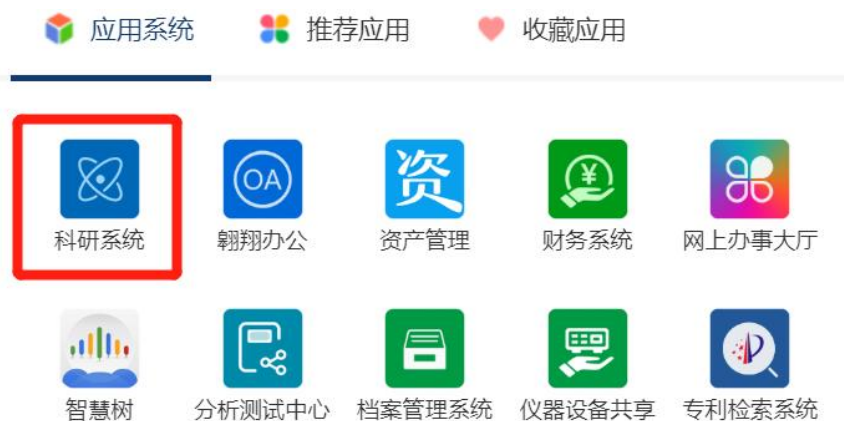 应用系统 推荐应用 收藏应用
资
OA
科研系统 翱翔办公 资产管理 财务系统 网上办事大厅
智慧树 分析测试中心 档案管理系统 仪器设备共享 专利检索系统